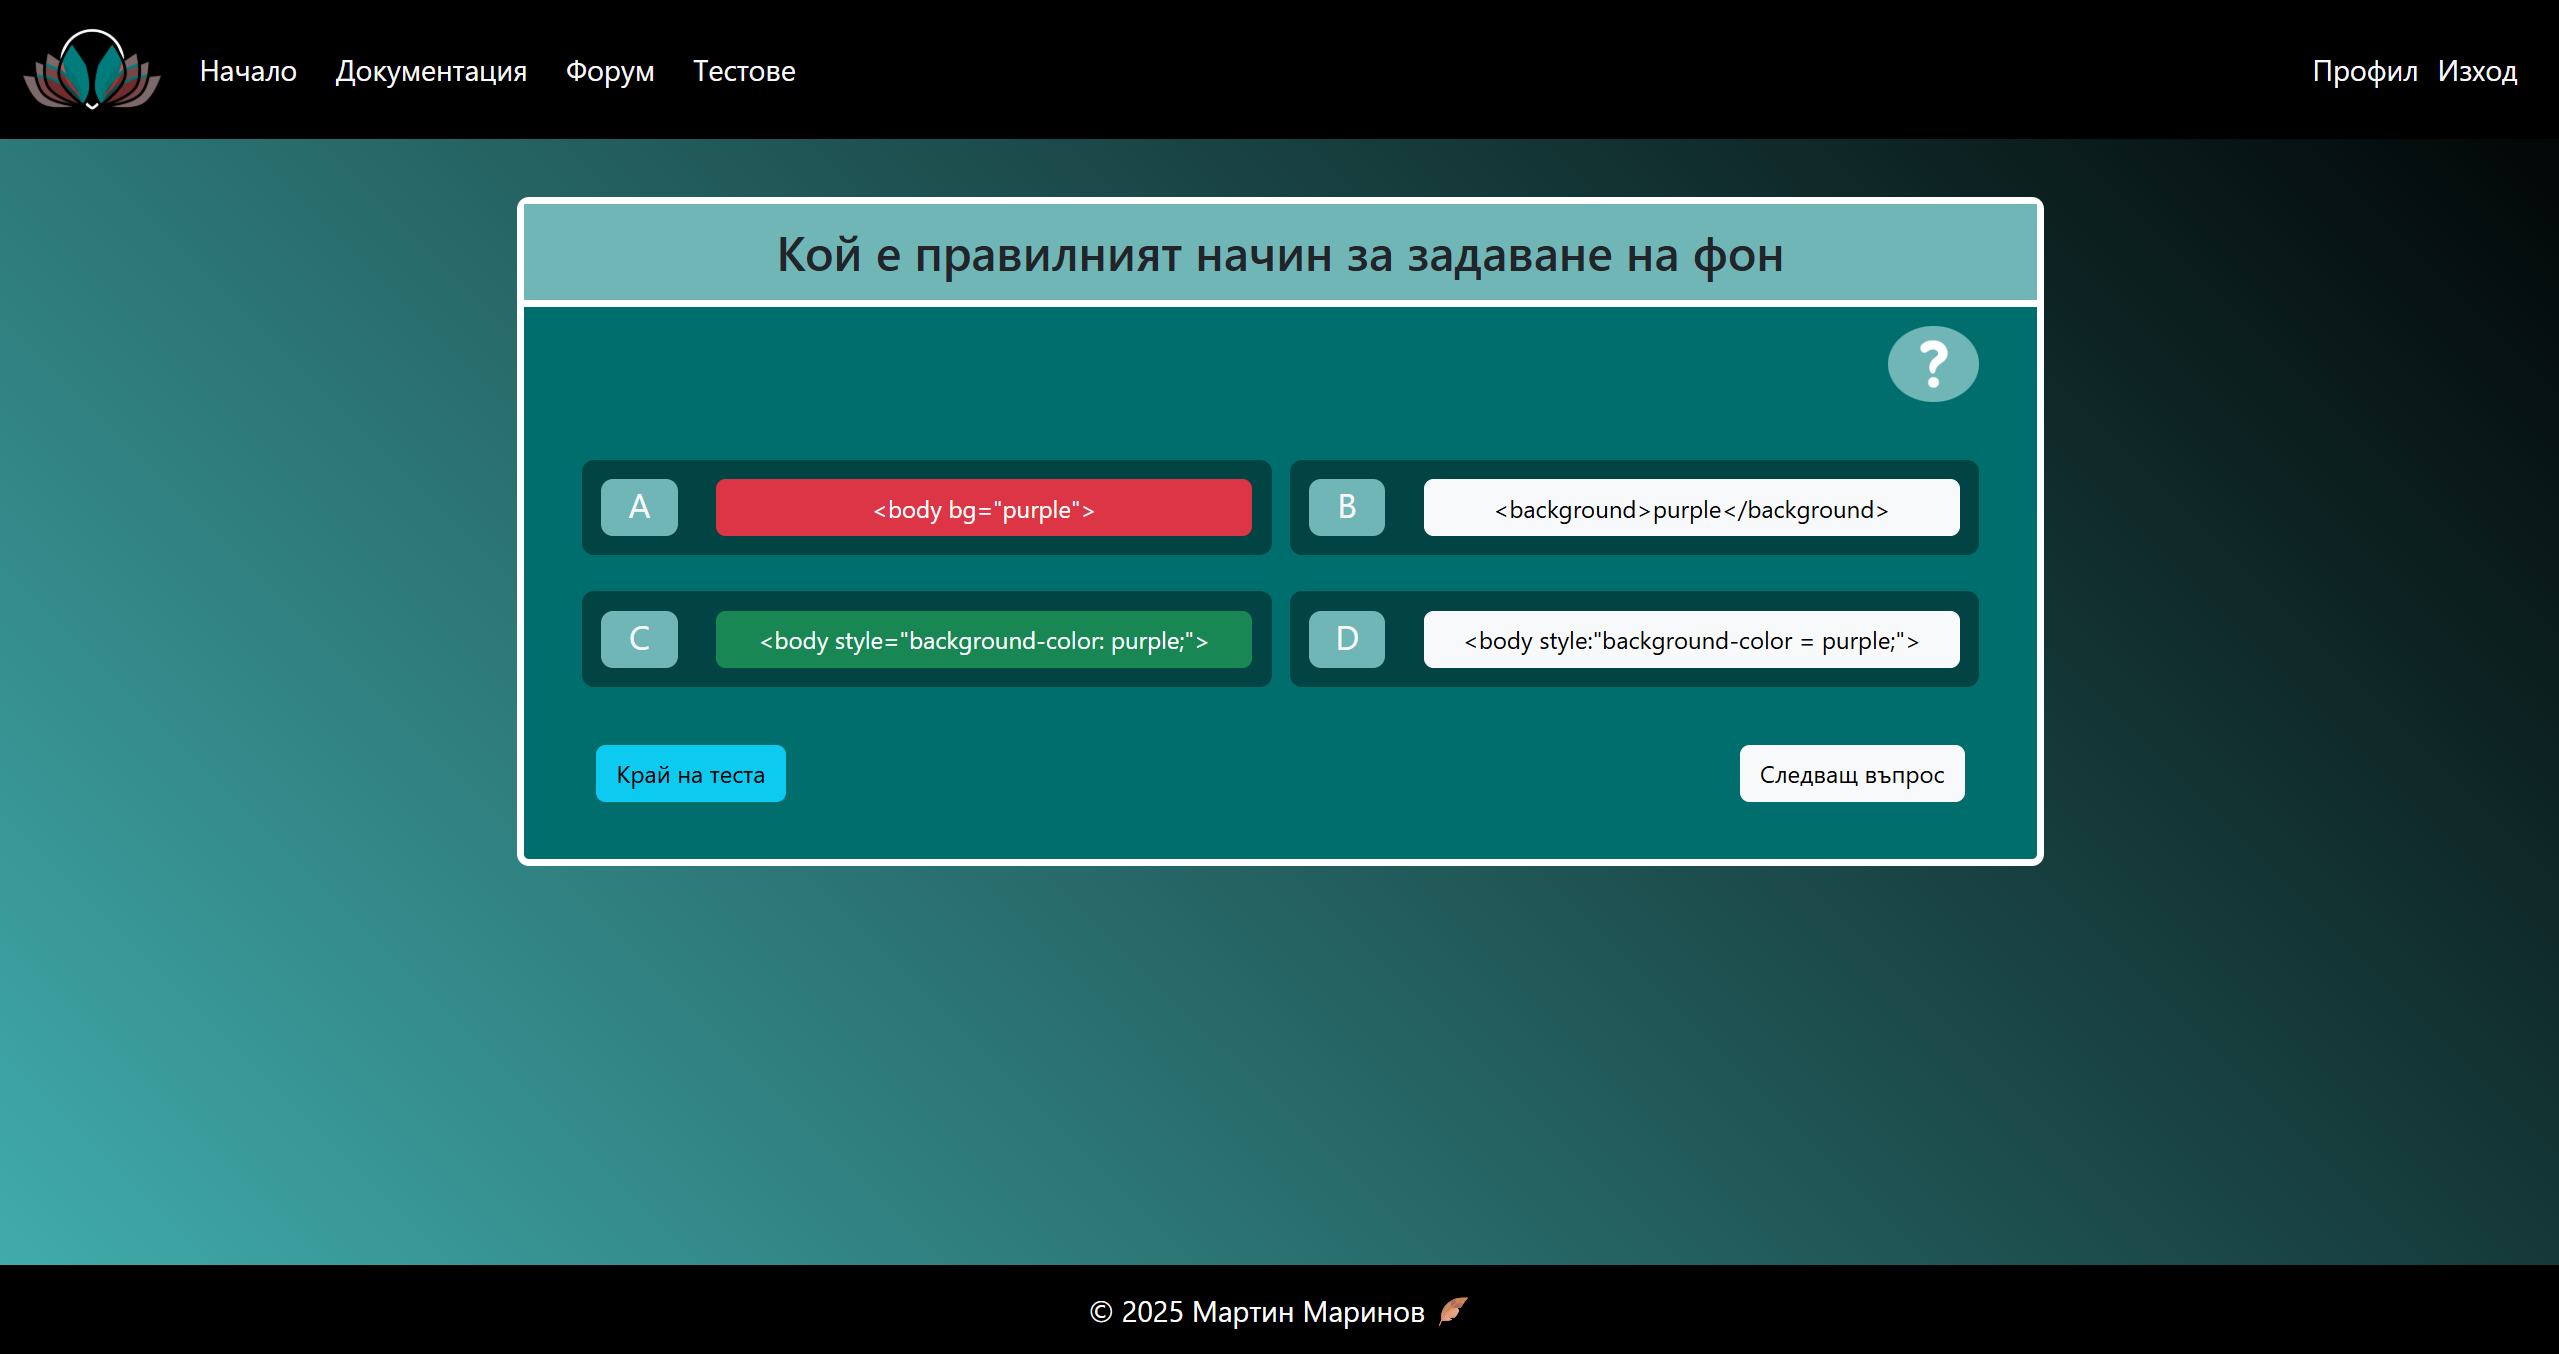 Начало Документация Форум Тестове Профил Изход
Кой е правилният начин за задаване на фон
?
A <body bg="purple">
B <background>purple</background>
C <body style="background-color: purple;">
D <body style:"background-color = purple;">
Край на теста
Следващ въпрос
© 2025 Мартин Маринов